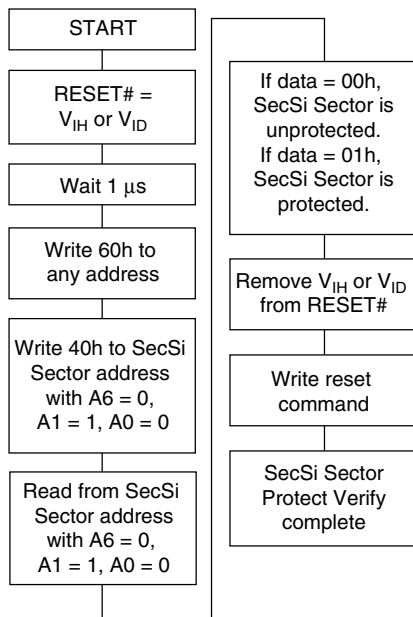 START
RESET# =
V_IH or V_ID
Wait 1 μs
Write 60h to
any address
Write 40h to SecSi
Sector address
with A6 = 0,
A1 = 1, A0 = 0
Read from SecSi
Sector address
with A6 = 0,
A1 = 1, A0 = 0
If data = 00h,
SecSi Sector is
unprotected.
If data = 01h,
SecSi Sector is
protected.
Remove V_IH or V_ID
from RESET#
Write reset
command
SecSi Sector
Protect Verify
complete